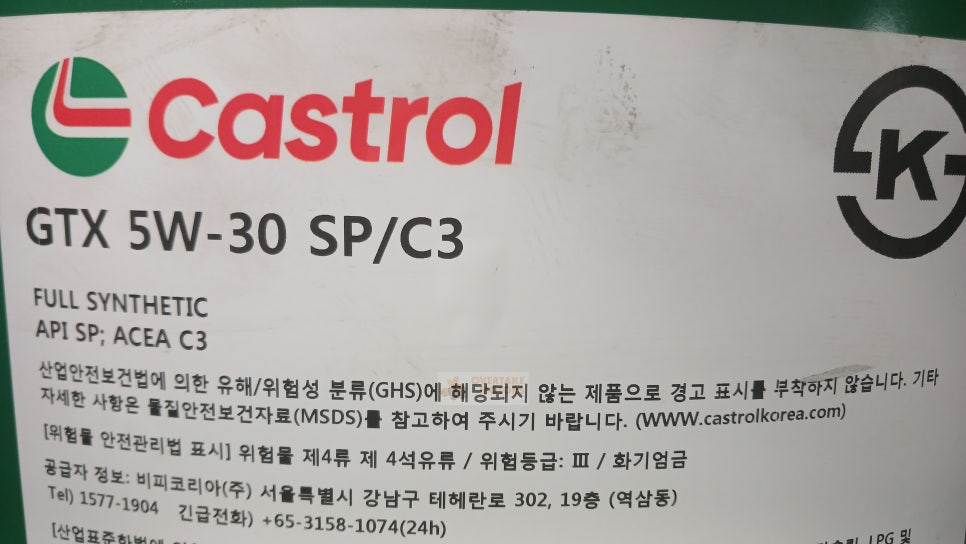 Castrol
K
GTX 5W-30 SP/C3
FULL SYNTHETIC
API SP; ACEA C3
산업안전보건법에 의한 유해/위험성 분류(GHS)에 해당되지 않는 제품으로 경고 표시를 부착하지 않습니다. 기타
자세한 사항은 물질안전보건자료(MSDS)를 참고하여 주시기 바랍니다. (WWW.castrolkorea.com)
OVERTAKE
[위험물 안전관리법 표시] 위험물 제4류 제 4석유류 / 위험등급: Ⅲ / 화기엄금
공급자 정보: 비피코리아(주) 서울특별시 강남구 테헤란로 302, 19층 (역삼동)
Tel) 1577-1904 긴급전화) +65-3158-1074(24h)
LPG 및